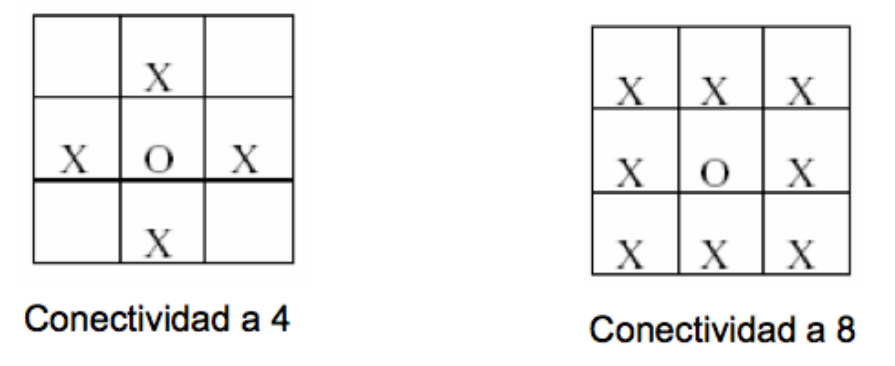 X
X O X
X
Conectividad a 4
X X X
X O X
X X X
Conectividad a 8